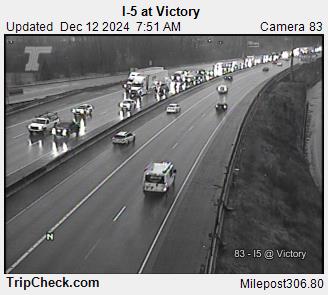 I-5 at Victory
Updated  Dec 12 2024  7:51 AM
Camera 83
T
N
83 - I5 @ Victory
TripCheck.com
Milepost306.80